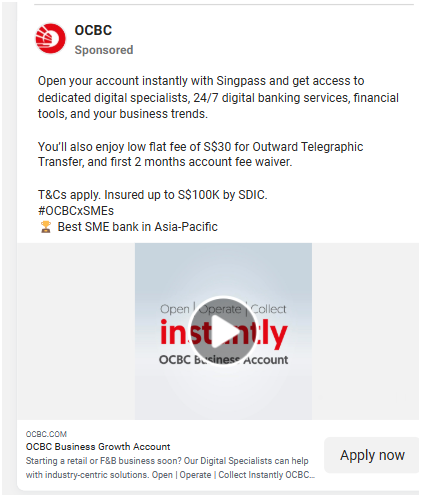 OCBC
Sponsored
Open your account instantly with Singpass and get access to
dedicated digital specialists, 24/7 digital banking services, financial
tools, and your business trends.
You'll also enjoy low flat fee of S$30 for Outward Telegraphic
Transfer, and first 2 months account fee waiver.
T&Cs apply. Insured up to S$100K by SDIC.
#OCBCxSMEs
🏆 Best SME bank in Asia-Pacific
Open | Operate | Collect
instantly
OCBC Business Account
OCBC.COM
OCBC Business Growth Account
Starting a retail or F&B business soon? Our Digital Specialists can help
with industry-centric solutions. Open | Operate | Collect Instantly OCBC...
Apply now